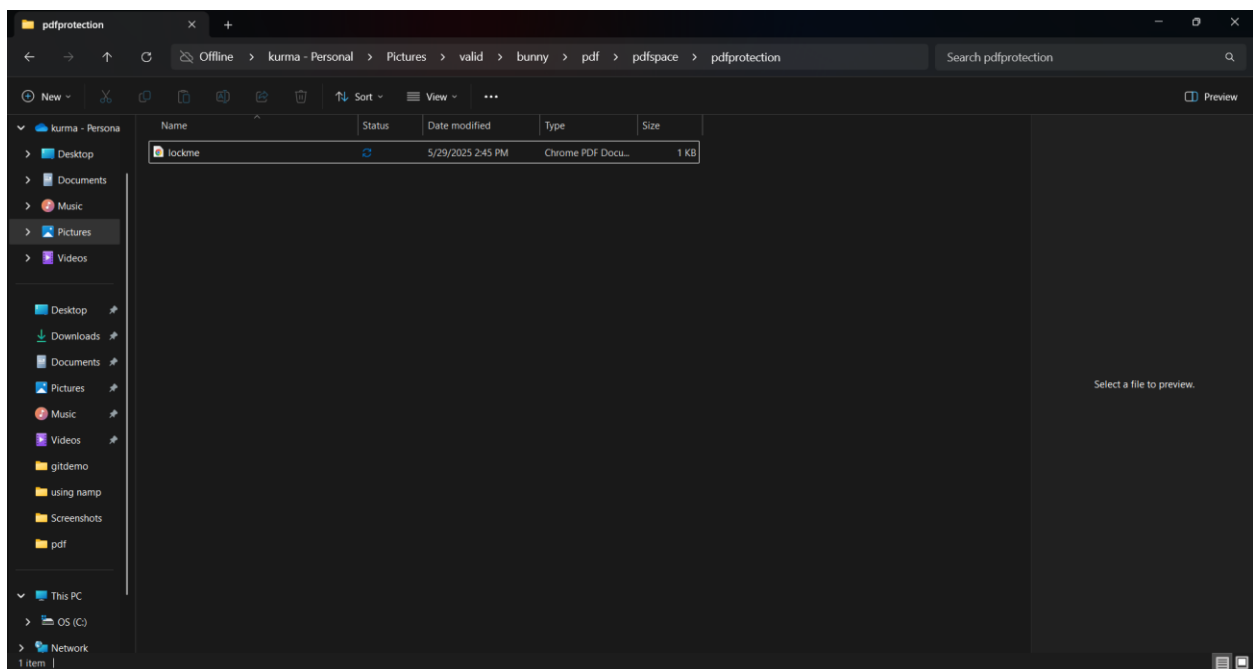 pdfprotection
Offline > kurma - Personal > Pictures > valid > bunny > pdf > pdfspace > pdfprotection
Search pdfprotection
New
Sort
View
Preview
kurma - Persona
Desktop
Documents
Music
Pictures
Videos
Desktop
Downloads
Documents
Pictures
Music
Videos
gitdemo
using namp
Screenshots
pdf
This PC
OS (C:)
Network
Name Status Date modified Type Size
lockme 5/29/2025 2:45 PM Chrome PDF Docu... 1 KB
Select a file to preview.
1 item